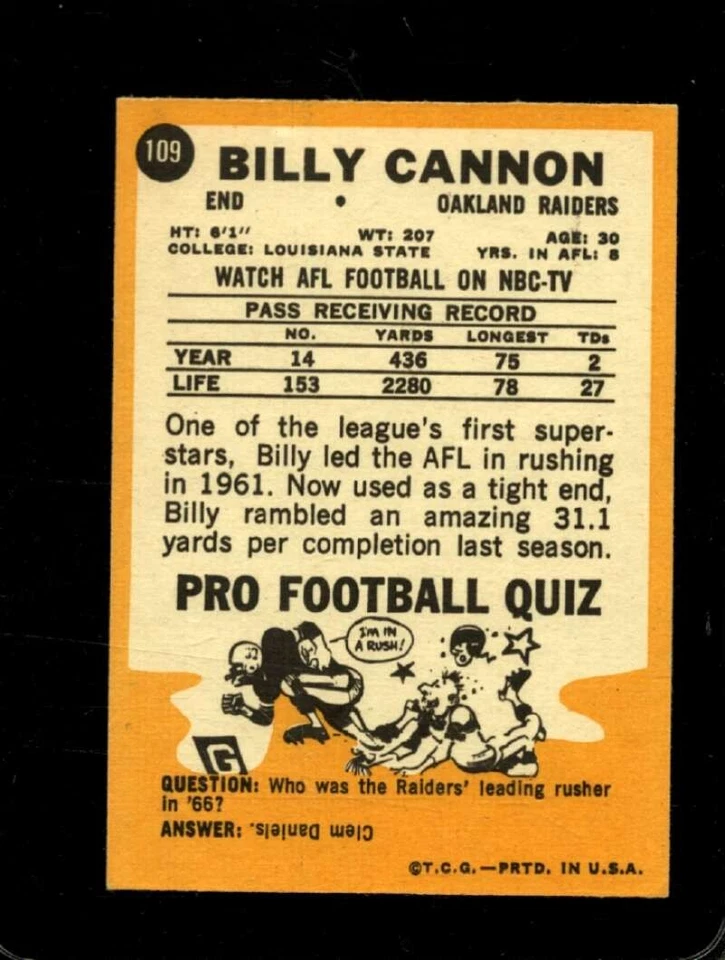 109
BILLY CANNON
END • OAKLAND RAIDERS
HT: 6'1" WT: 207 AGE: 30
COLLEGE: LOUISIANA STATE YRS. IN AFL: 8
WATCH AFL FOOTBALL ON NBC-TV
PASS RECEIVING RECORD
NO. YARDS LONGEST TDs
YEAR 14 436 75 2
LIFE 153 2280 78 27
One of the league's first super-
stars, Billy led the AFL in rushing
in 1961. Now used as a tight end,
Billy rambled an amazing 31.1
yards per completion last season.
PRO FOOTBALL QUIZ
I'M IN
A RUSH!
32
G
QUESTION: Who was the Raiders' leading rusher
in '66?
ANSWER: Clem Daniels.
©T.C.G.—PRTD. IN U.S.A.